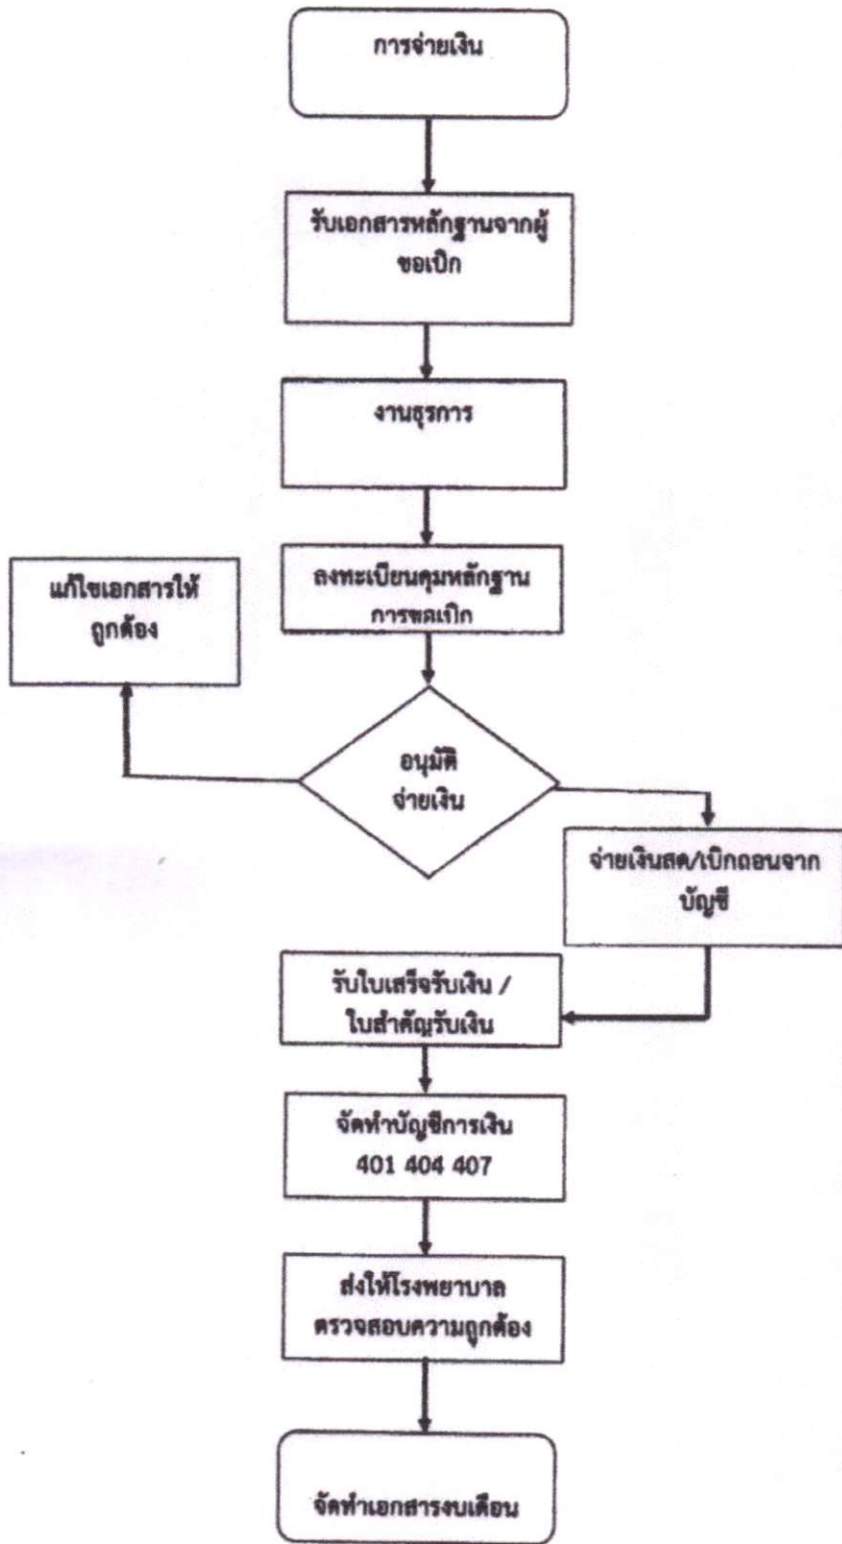 การจ่ายเงิน
รับเอกสารหลักฐานจากผู้
ขอเบิก
งานธุรการ
ลงทะเบียนคุมหลักฐาน
การขอเบิก
แก้ไขเอกสารให้
ถูกต้อง
อนุมัติ
จ่ายเงิน
จ่ายเงินสด/เบิกถอนจาก
บัญชี
รับใบเสร็จรับเงิน /
ใบสำคัญรับเงิน
จัดทำบัญชีการเงิน
401 404 407
ส่งให้โรงพยาบาล
ตรวจสอบความถูกต้อง
จัดทำเอกสารงบเดือน